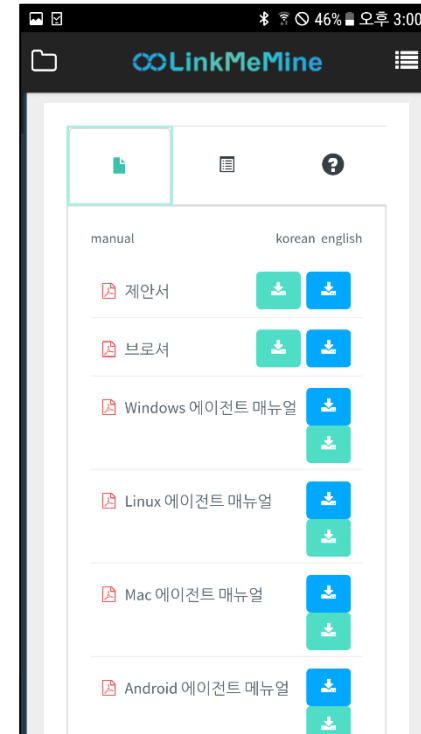 46% 오후 3:00
LinkMeMine
manual korean english
제안서
브로셔
Windows 에이전트 매뉴얼
Linux 에이전트 매뉴얼
Mac 에이전트 매뉴얼
Android 에이전트 메뉴얼